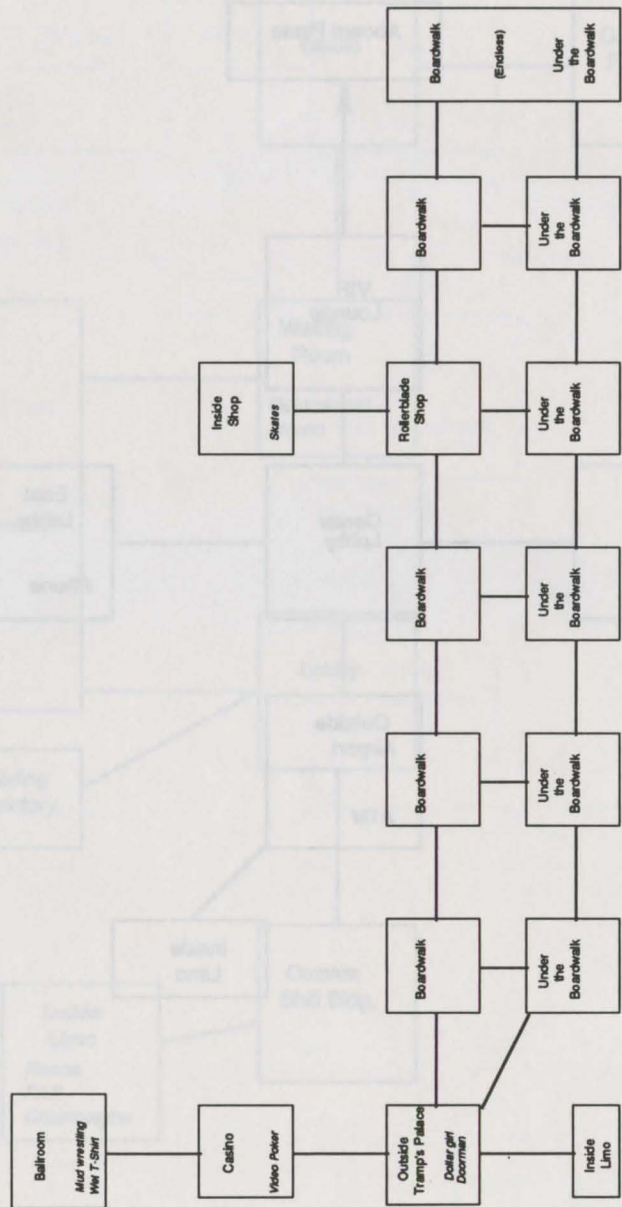 Ballroom
Mud wrestling
Wet T-Shirt
Casino
Video Poker
Inside
Shop
Skates
Outside
Tramp's Palace
Dollar girl
Doorman
Boardwalk
Boardwalk
Boardwalk
Rollerblade
Shop
Boardwalk
Boardwalk
(Endless)
Under
the
Boardwalk
Inside
Limo
Under
the
Boardwalk
Under
the
Boardwalk
Under
the
Boardwalk
Under
the
Boardwalk
Under
the
Boardwalk